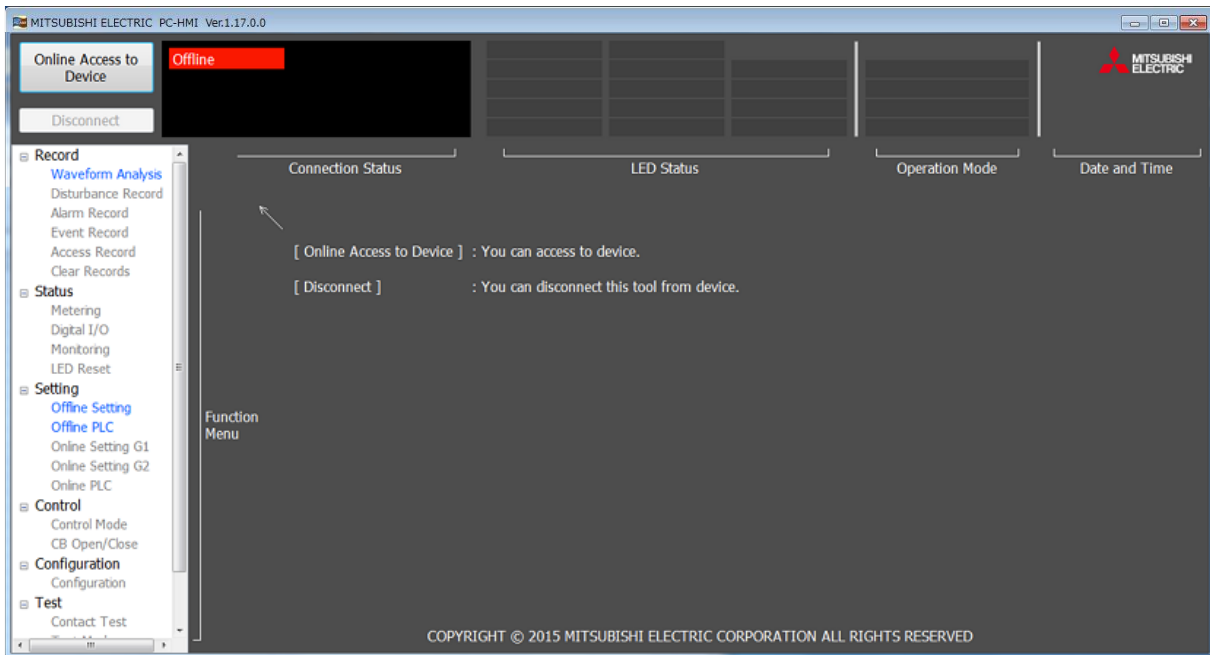 MITSUBISHI ELECTRIC PC-HMI Ver.1.17.0.0
Online Access to
Device
Disconnect
Offline
MITSUBISHI
ELECTRIC
Connection Status
LED Status
Operation Mode
Date and Time
Record
Waveform Analysis
Disturbance Record
Alarm Record
Event Record
Access Record
Clear Records
Status
Metering
Digital I/O
Monitoring
LED Reset
Setting
Offline Setting
Offline PLC
Online Setting G1
Online Setting G2
Online PLC
Control
Control Mode
CB Open/Close
Configuration
Configuration
Test
Contact Test
Function
Menu
[ Online Access to Device ] : You can access to device.
[ Disconnect ] : You can disconnect this tool from device.
COPYRIGHT © 2015 MITSUBISHI ELECTRIC CORPORATION ALL RIGHTS RESERVED